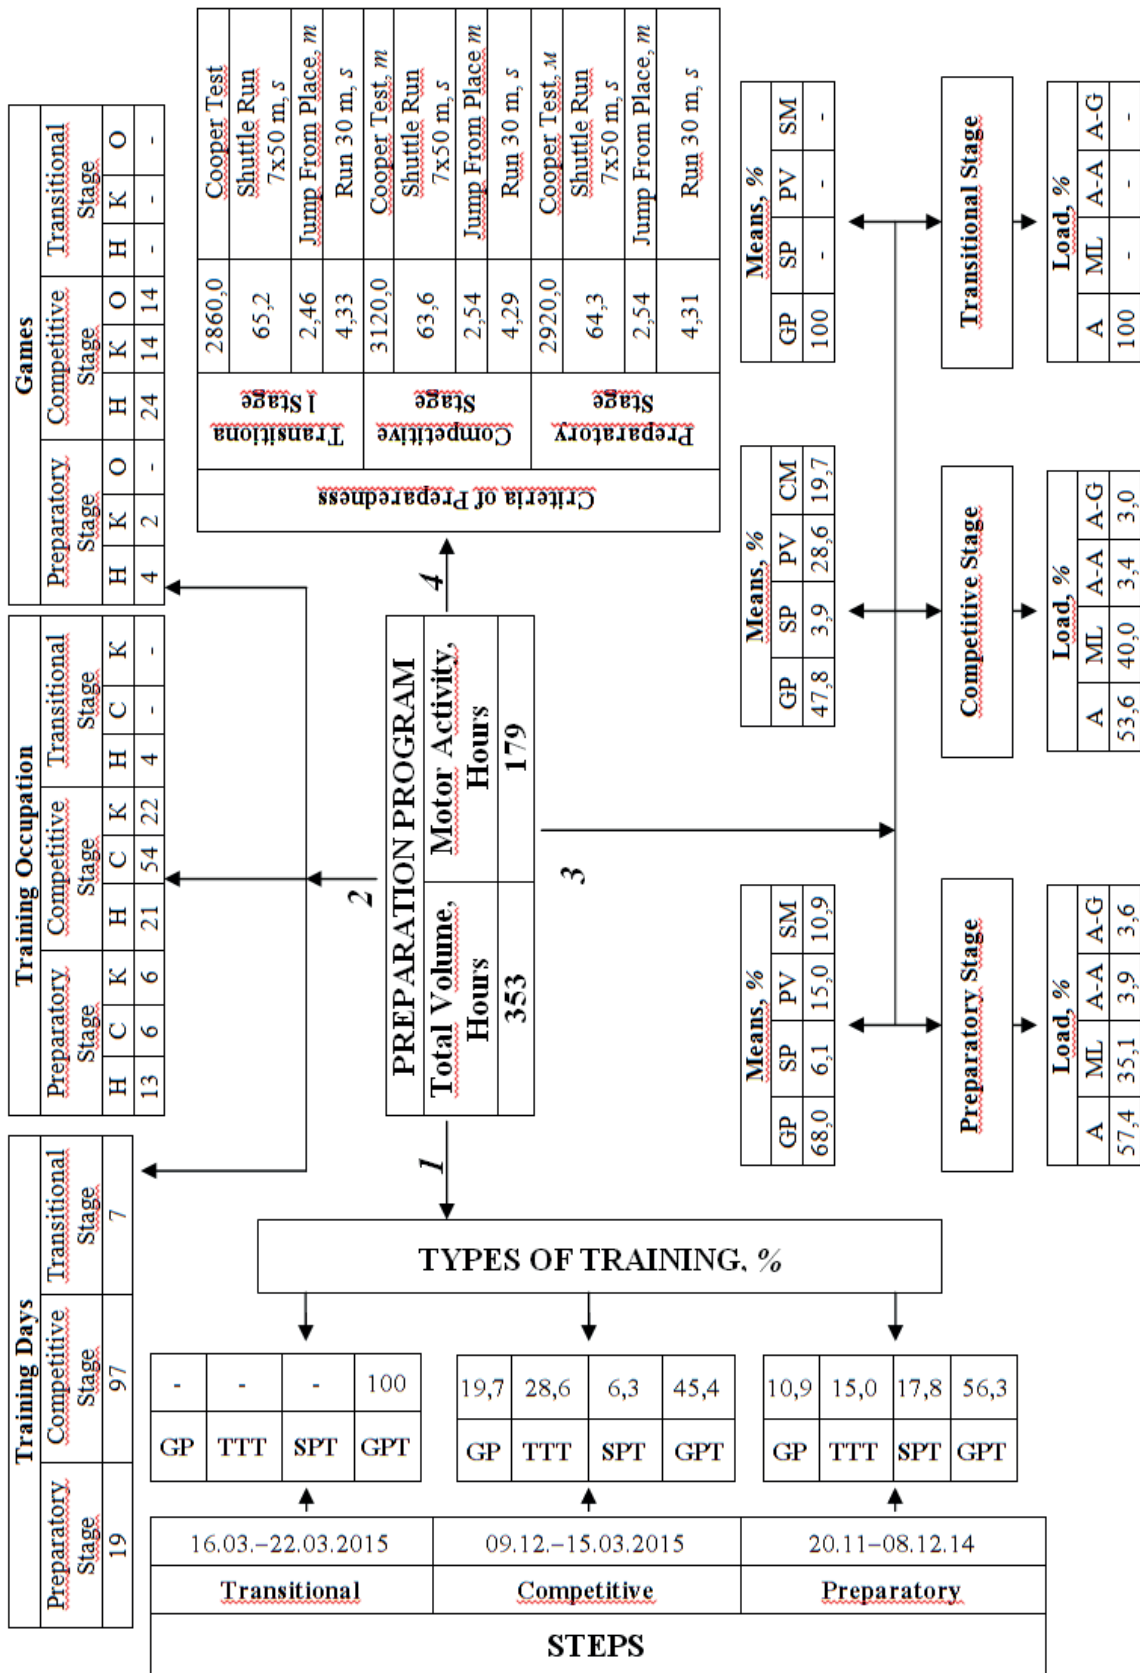 Training Days
Preparatory Stage
Competitive Stage
Transitional Stage
19
97
7
Training Occupation
Preparatory Stage
Competitive Stage
Transitional Stage
H C K H C K H C K
13 6 6 21 54 22 4 - -
Games
Preparatory Stage
Competitive Stage
Transitional Stage
H K O H K O H K O
4 2 - 24 14 14 - - -
STEPS
Transitional
16.03.–22.03.2015
Competitive
09.12.–15.03.2015
Preparatory
20.11–08.12.14
GP -
TTT -
SPT -
GPT 100
GP 19,7
TTT 28,6
SPT 6,3
GPT 45,4
GP 10,9
TTT 15,0
SPT 17,8
GPT 56,3
TYPES OF TRAINING, %
1
2
3
4
PREPARATION PROGRAM
Total Volume, Hours
Motor Activity, Hours
353
179
Criteria of Preparedness
Transitiona
l Stage
2860,0 Cooper Test
65,2 Shuttle Run
7x50 m, s
2,46 Jump From Place, m
4,33 Run 30 m, s
Competitive
Stage
3120,0 Cooper Test, m
63,6 Shuttle Run
7x50 m, s
2,54 Jump From Place m
4,29 Run 30 m, s
Preparatory
Stage
2920,0 Cooper Test, м
64,3 Shuttle Run
7x50 m, s
2,54 Jump From Place, m
4,31 Run 30 m, s
Means, %
GP SP PV SM
68,0 6,1 15,0 10,9
Preparatory Stage
Load, %
A ML A-A A-G
57,4 35,1 3,9 3,6
Means, %
GP SP PV CM
47,8 3,9 28,6 19,7
Competitive Stage
Load, %
A ML A-A A-G
53,6 40,0 3,4 3,0
Means, %
GP SP PV SM
100 - - -
Transitional Stage
Load, %
A ML A-A A-G
100 - - -